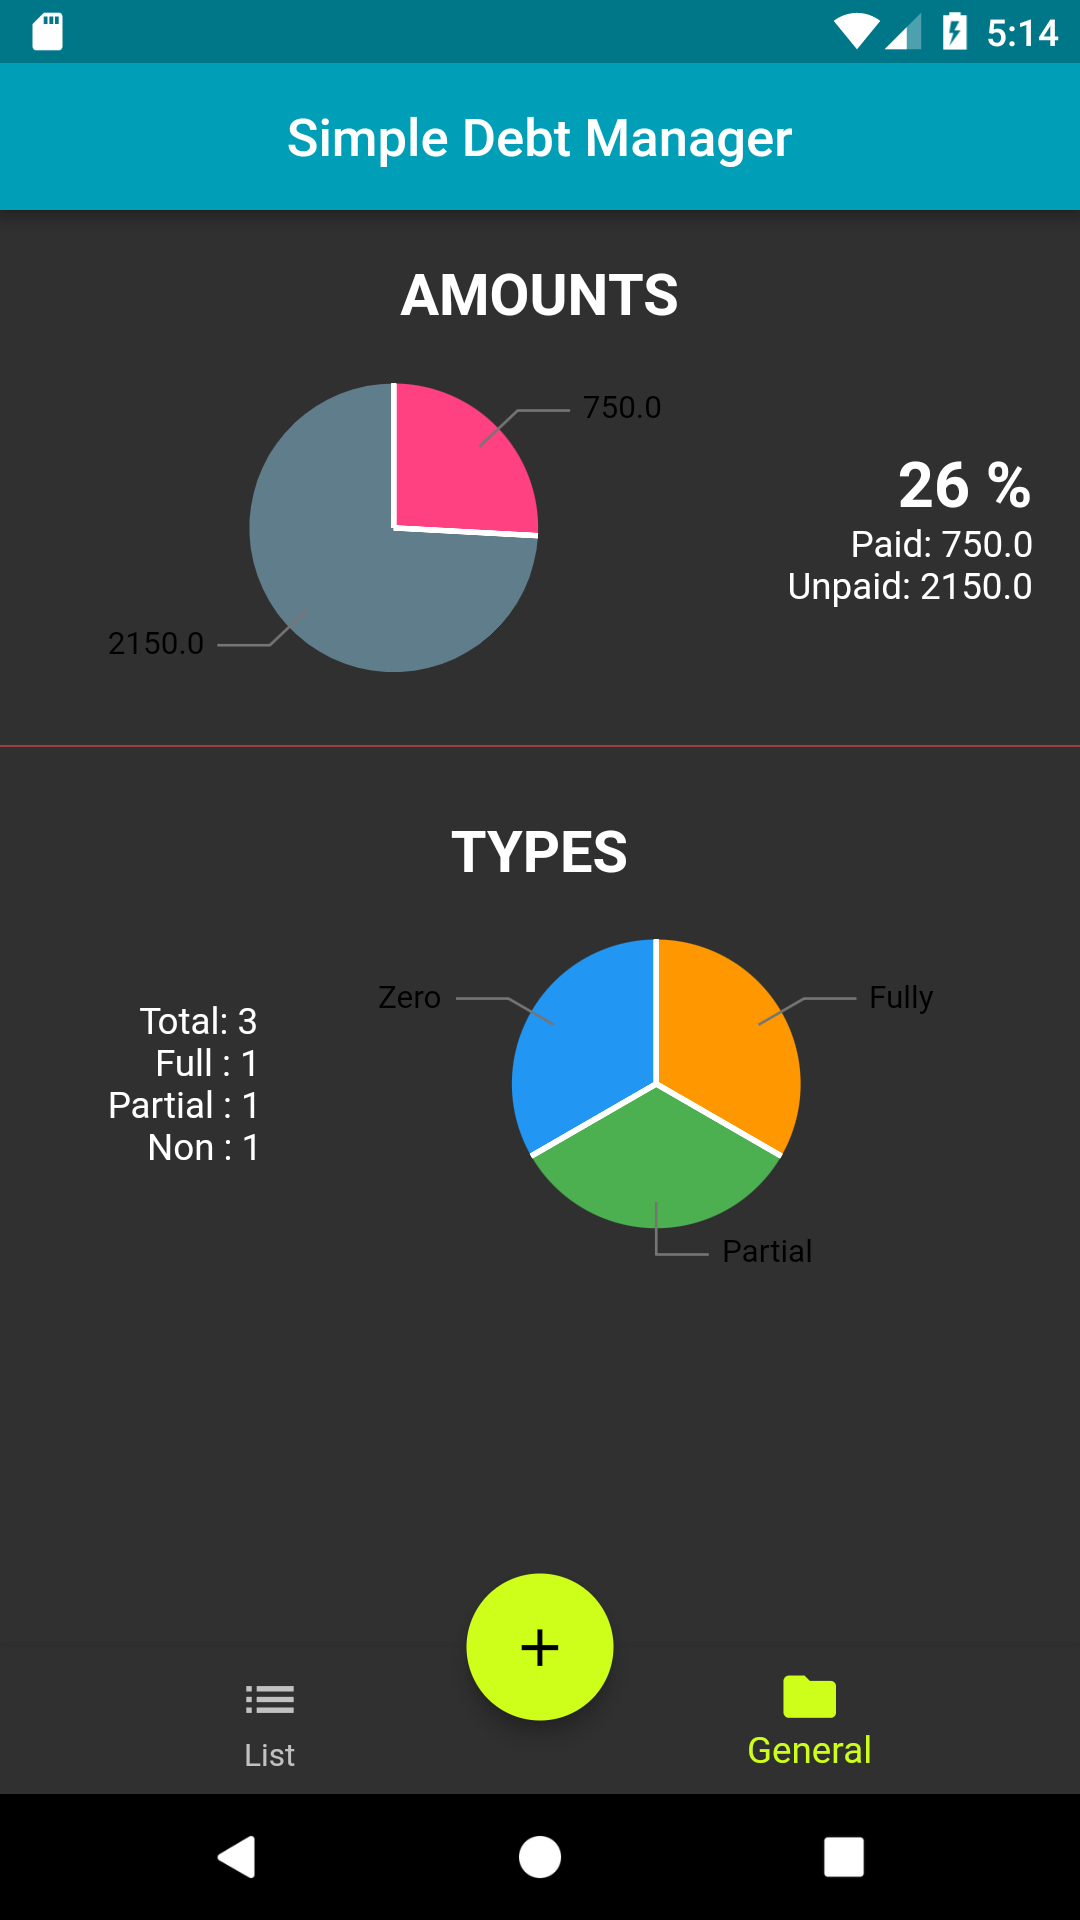 5:14
Simple Debt Manager
AMOUNTS
750.0
2150.0
26 %
Paid: 750.0
Unpaid: 2150.0
TYPES
Total: 3
Full : 1
Partial : 1
Non : 1
Zero
Fully
Partial
+
List
General